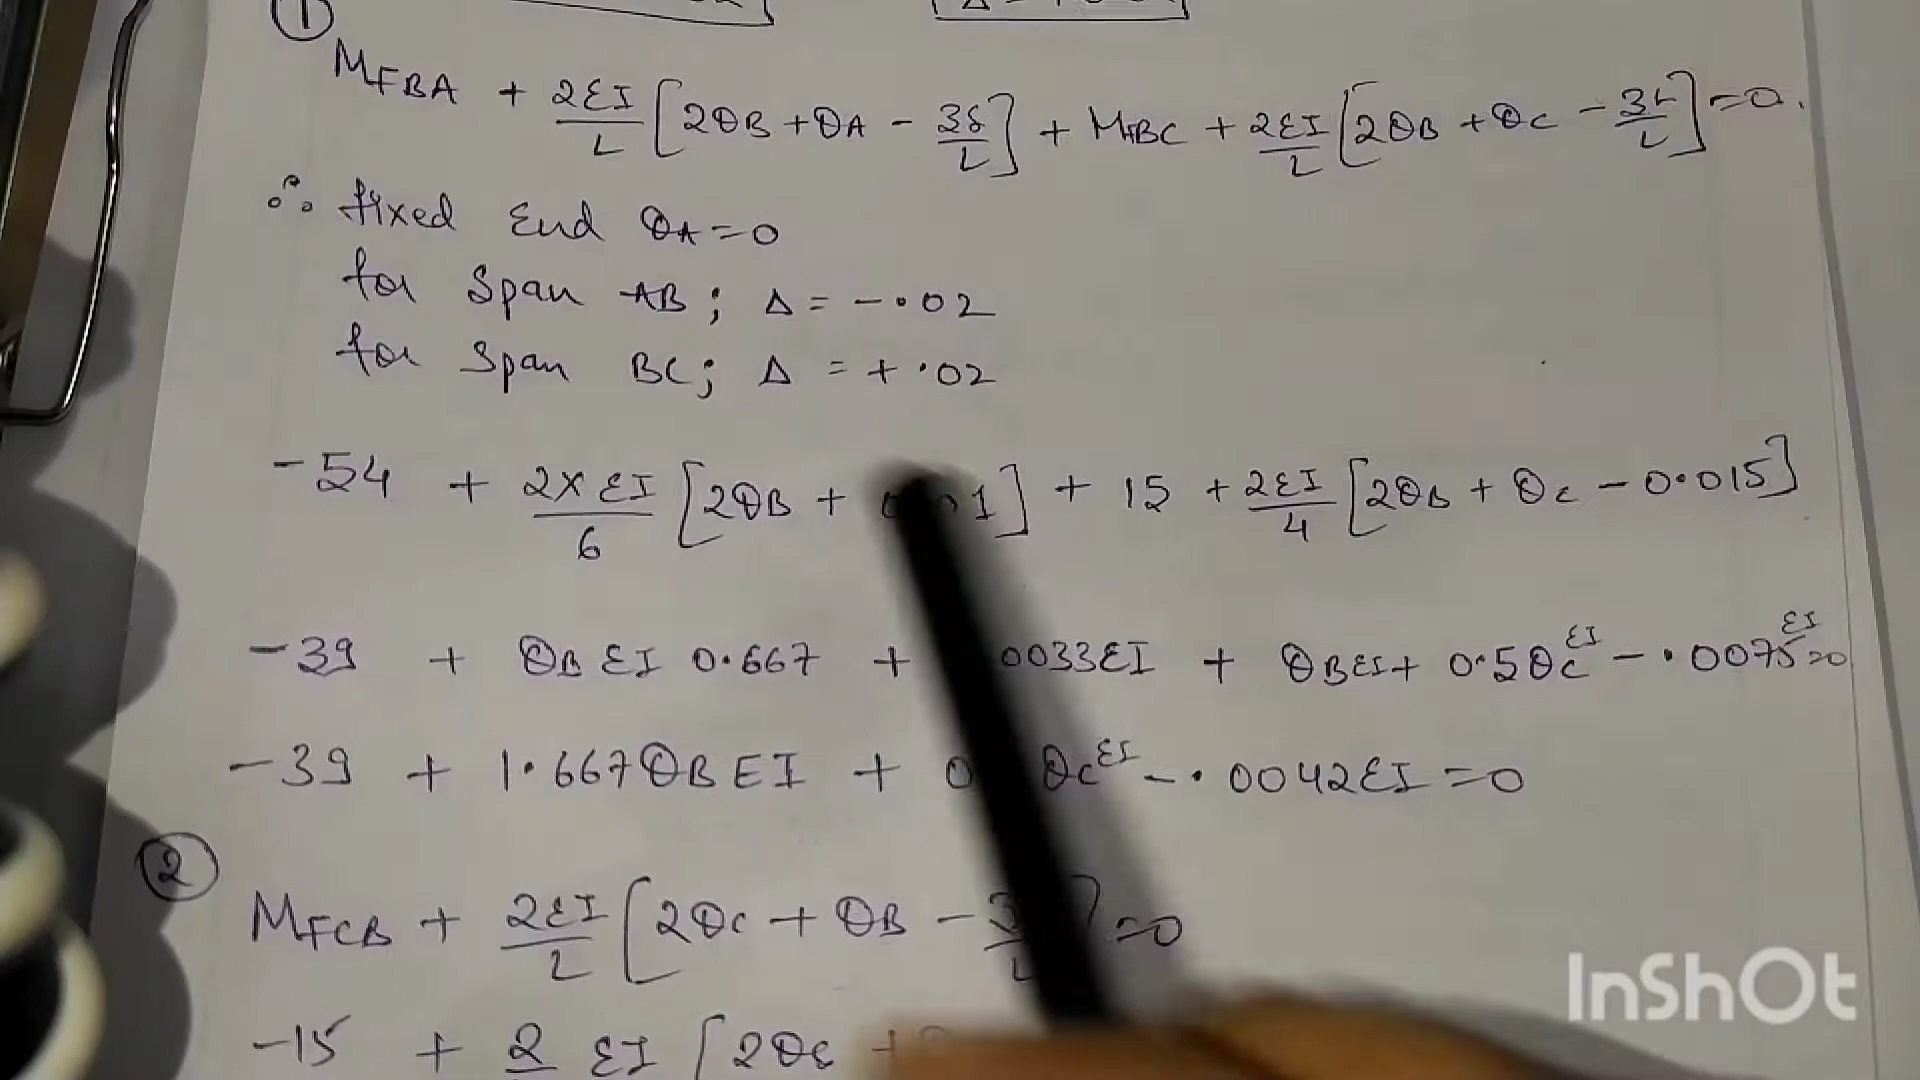 ①
MFBA + 2EI/L [2θB + θA - 3δ/L] + MFBC + 2EI/L [2θB + θC - 3δ/L] = 0.
∴ fixed End θA = 0
for Span AB; Δ = -.02
for Span BC; Δ = +.02
-54 + 2×EI/6 [2θB + 1] + 15 + 2EI/4 [2θB + θC - 0.015]
-39 + θB EI 0.667 + 0033EI + θBEI + 0.5θC EI - .0075 EI = 0
-39 + 1.667θBEI + θC EI - .0042EI = 0
②
MFCB + 2EI/L [2θC + θB - 3 ] = 0
-15 + 2 EI [2θC +
InShOt